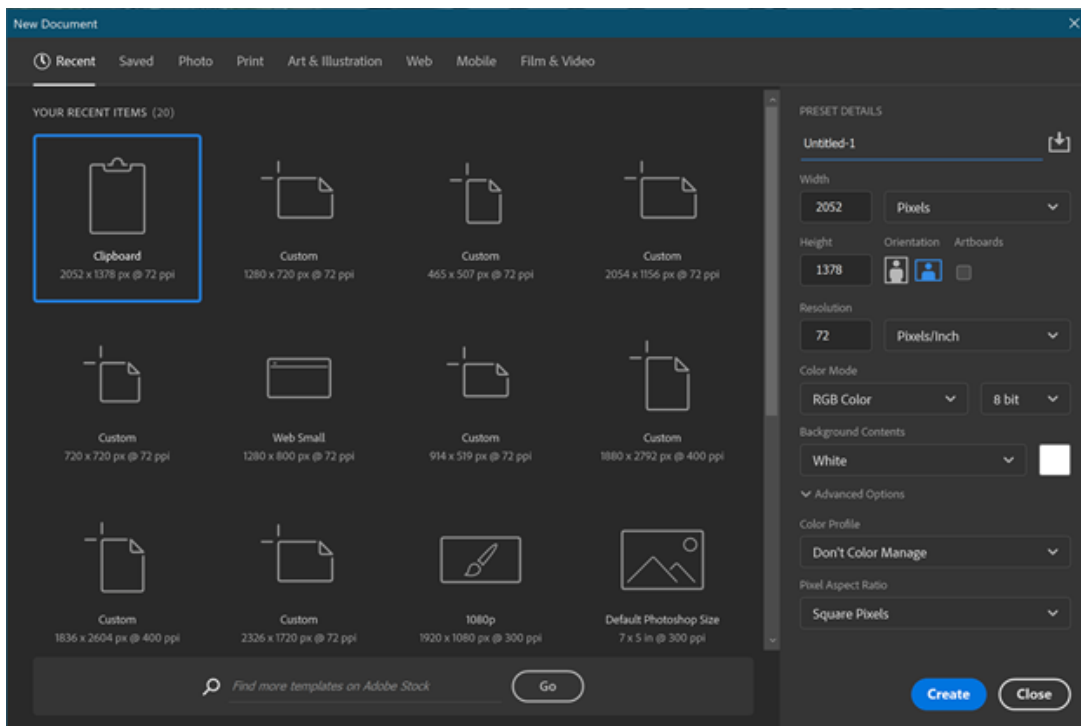 New Document
Recent Saved Photo Print Art & Illustration Web Mobile Film & Video
YOUR RECENT ITEMS (20)
Clipboard
2052 x 1378 px @ 72 ppi
Custom
1280 x 720 px @ 72 ppi
Custom
465 x 507 px @ 72 ppi
Custom
2054 x 1156 px @ 72 ppi
Custom
720 x 720 px @ 72 ppi
Web Small
1280 x 800 px @ 72 ppi
Custom
914 x 519 px @ 72 ppi
Custom
1880 x 2792 px @ 400 ppi
Custom
1836 x 2604 px @ 400 ppi
Custom
2326 x 1720 px @ 72 ppi
1080p
1920 x 1080 px @ 300 ppi
Default Photoshop Size
7 x 5 in @ 300 ppi
Find more templates on Adobe Stock
Go
PRESET DETAILS
Untitled-1
Width
2052 Pixels
Height Orientation Artboards
1378
Resolution
72 Pixels/Inch
Color Mode
RGB Color 8 bit
Background Contents
White
Advanced Options
Color Profile
Don't Color Manage
Pixel Aspect Ratio
Square Pixels
Create Close